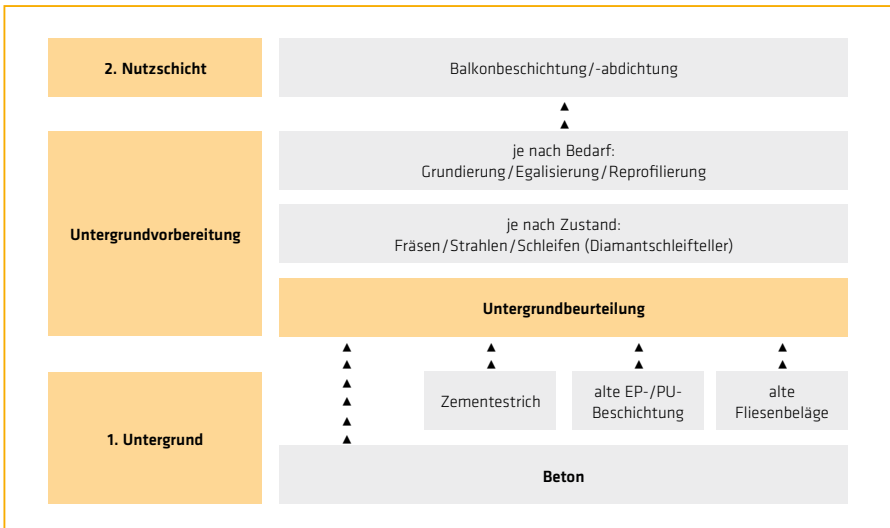 2. Nutzschicht
Balkonbeschichtung/-abdichtung
Untergrundvorbereitung
je nach Bedarf:
Grundierung/Egalisierung/Reprofilierung
je nach Zustand:
Fräsen/Strahlen/Schleifen (Diamantschleifteller)
Untergrundbeurteilung
1. Untergrund
Zementestrich
alte EP-/PU-
Beschichtung
alte
Fliesenbeläge
Beton